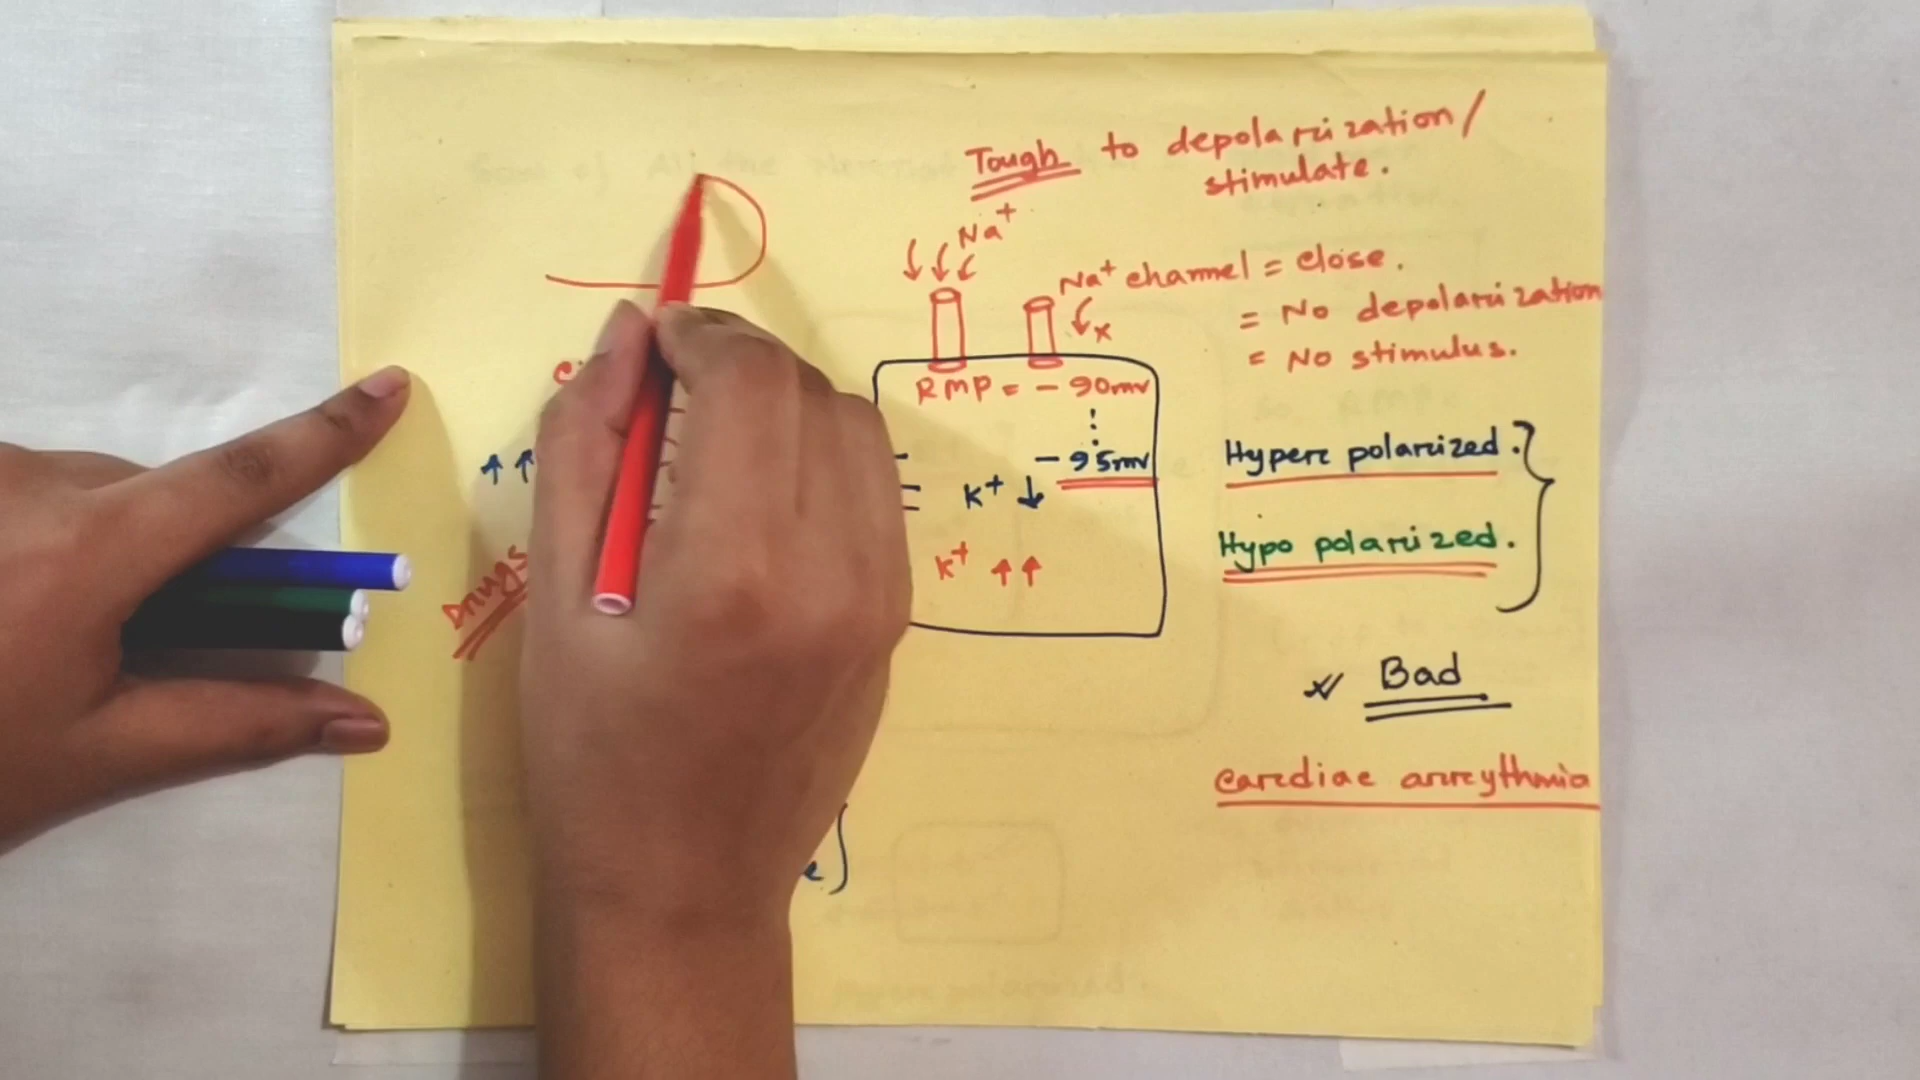 Tough to depolarization/
stimulate.
Na+
Na+ channel = close.
= No depolarization
= No stimulus.
x
RMP = - 90mv
- 95mv
K+ ↓
K+ ↑↑
↑↑
Drugs
Hyper polarized.
Hypo polarized.
Bad
Cardiac arrythmia